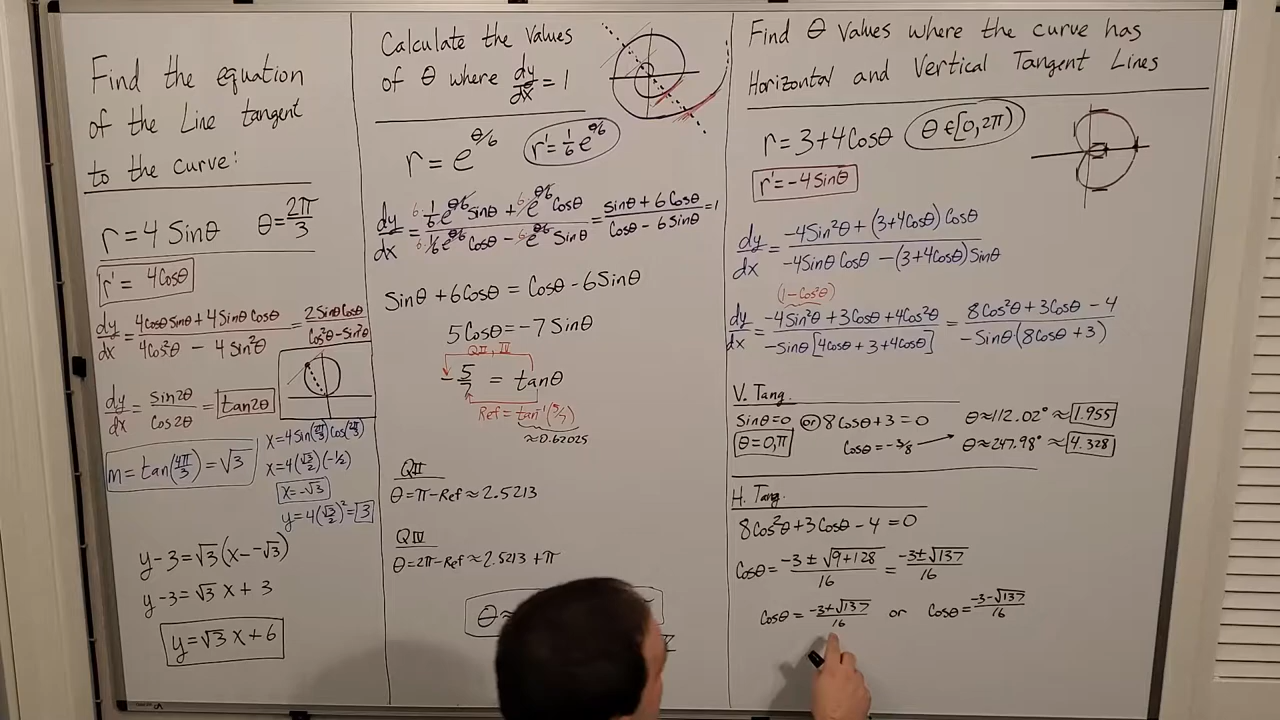 Find the equation
of the Line tangent
to the curve:
r = 4 Sinθ θ = 2π/3
r' = 4Cosθ
dy/dx = (4CosθSinθ + 4SinθCosθ)/(4Cos²θ - 4Sin²θ) = 2SinθCosθ/(Cos²θ-Sin²θ)
dy/dx = Sin2θ/Cos2θ = tan2θ
m = tan(4π/3) = √3
x = 4Sin(2π/3)Cos(2π/3)
x = 4(√3/2)(-1/2)
x = -√3
y = 4(√3/2)² = 3
y-3 = √3(x--√3)
y-3 = √3 x + 3
y = √3 x + 6
Calculate the values
of θ where dy/dx = 1
r = e^θ/6 r' = 1/6 e^θ/6
dy/dx = (6·1/6 e^θ/6 Sinθ + 6·e^θ/6 Cosθ)/(6·1/6 e^θ/6 Cosθ - 6·e^θ/6 Sinθ) = (Sinθ + 6Cosθ)/(Cosθ - 6Sinθ) = 1
Sinθ + 6Cosθ = Cosθ - 6Sinθ
5Cosθ = -7Sinθ
QII, IV
-5/7 = tanθ
Ref = tan⁻¹(5/7)
≈0.62025
QII
θ = π-Ref ≈ 2.5213
QIV
θ = 2π-Ref ≈ 2.5213 + π
θ ≈
Find θ Values where the curve has
Horizontal and Vertical Tangent Lines
r = 3+4Cosθ θ ∈ [0,2π)
r' = -4Sinθ
dy/dx = (-4Sin²θ + (3+4Cosθ)Cosθ)/(-4SinθCosθ - (3+4Cosθ)Sinθ)
(1-Cos²θ)
dy/dx = (-4Sin²θ + 3Cosθ + 4Cos²θ)/(-Sinθ[4Cosθ + 3 + 4Cosθ]) = (8Cos²θ + 3Cosθ - 4)/(-Sinθ(8Cosθ + 3))
V. Tang.
Sinθ=0 or 8Cosθ+3=0 θ≈112.02° ≈ 1.955
θ=0,π Cosθ = -3/8 θ≈247.98° ≈ 4.328
H. Tang.
8Cos²θ+3Cosθ-4=0
Cosθ = (-3 ± √9+128)/16 = (-3±√137)/16
Cosθ = (-3+√137)/16 or Cosθ = (-3-√137)/16